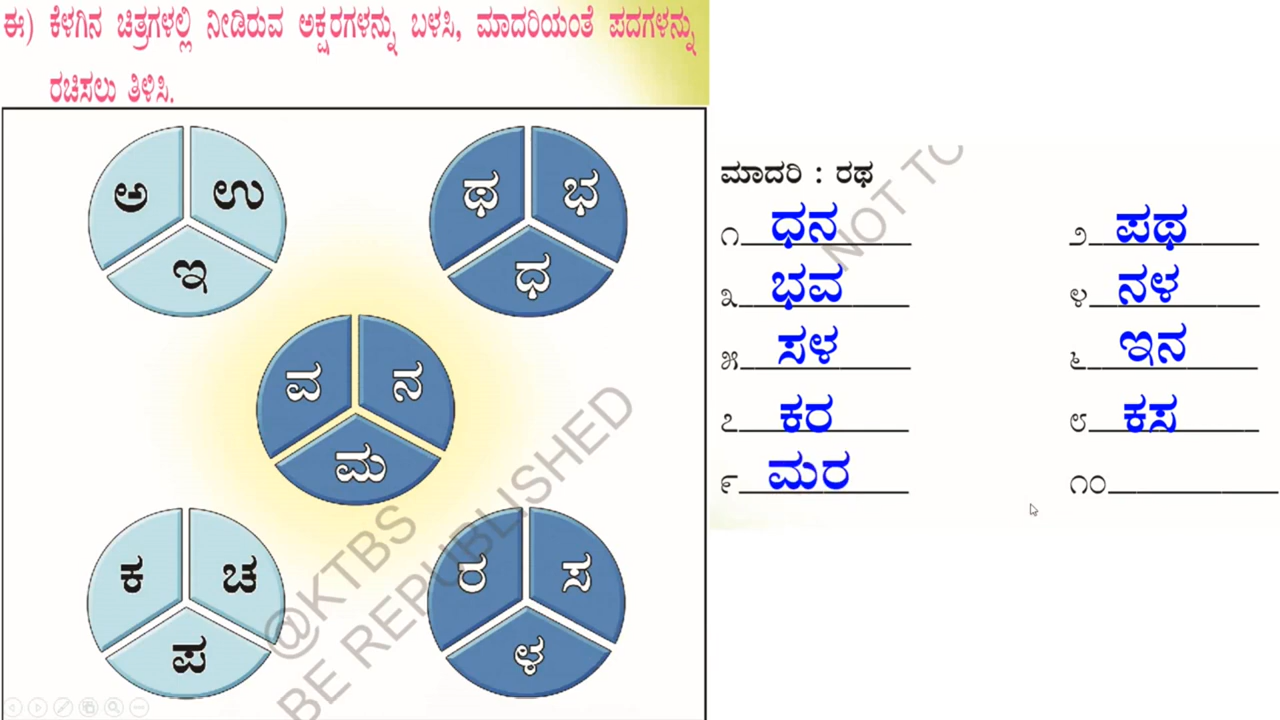 ಈ) ಕೆಳಗಿನ ಚಿತ್ರಗಳಲ್ಲಿ ನೀಡಿರುವ ಅಕ್ಷರಗಳನ್ನು ಬಳಸಿ, ಮಾದರಿಯಂತೆ ಪದಗಳನ್ನು
ರಚಿಸಲು ತಿಳಿಸಿ.
ಅ ಉ
ಇ
ಥ ಭ
ಧ
ವ ನ
ಮ
ಕ ಚ
ಪ
ರ ಸ
ಳ
@KTBS
BE REPUBLISHED
NOT TO
ಮಾದರಿ : ರಥ
೧ ಧನ ೨ ಪಥ
೩ ಭವ ೪ ನಳ
೫ ಸಳ ೬ ಇನ
೭ ಕರ ೮ ಕಸ
೯ ಮರ ೧೦